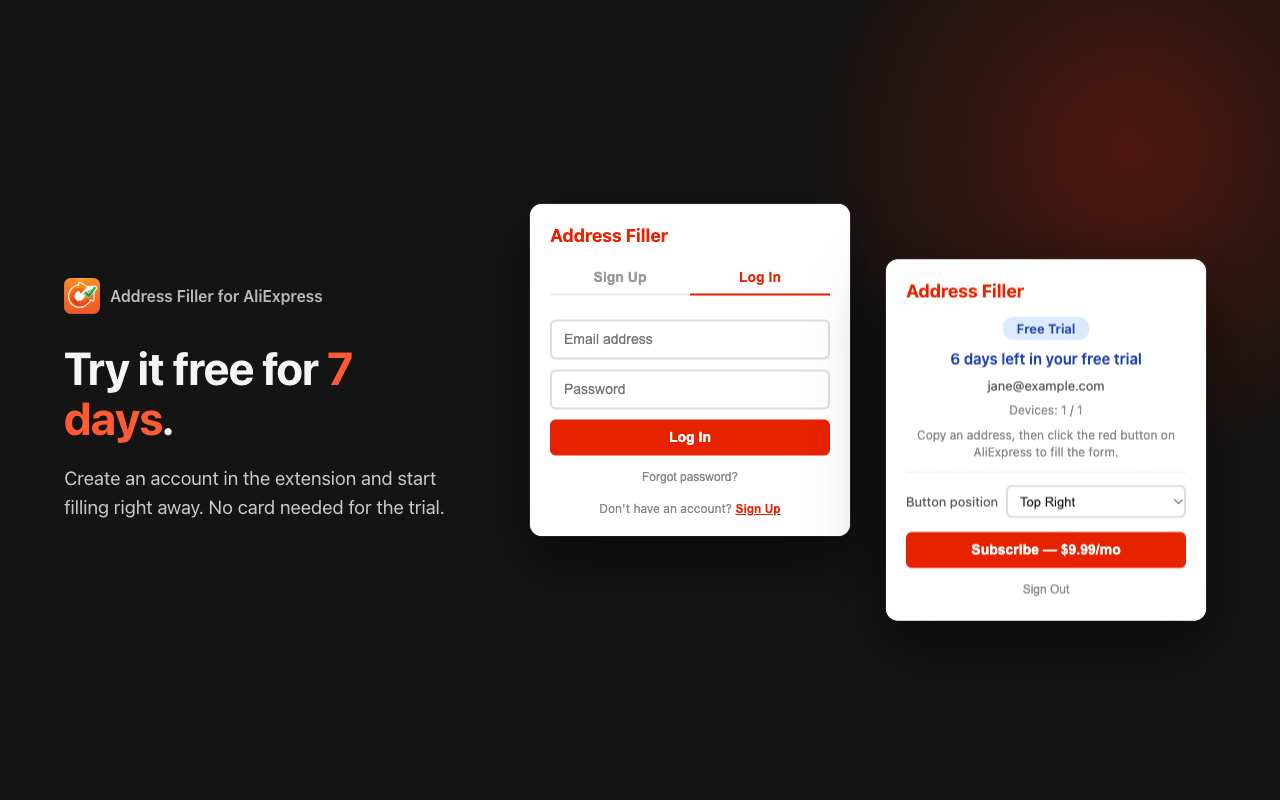 Address Filler for AliExpress
Try it free for 7
days.
Create an account in the extension and start
filling right away. No card needed for the trial.
Address Filler
Sign Up
Log In
Email address
Password
Log In
Forgot password?
Don't have an account? Sign Up
Address Filler
Free Trial
6 days left in your free trial
jane@example.com
Devices: 1 / 1
Copy an address, then click the red button on
AliExpress to fill the form.
Button position
Top Right
Subscribe — $9.99/mo
Sign Out